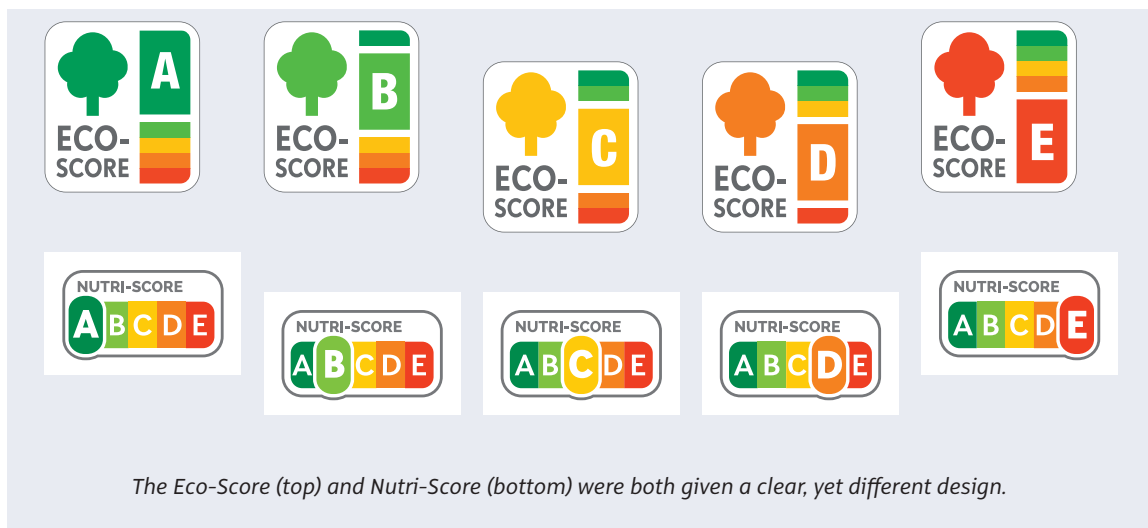 A
ECO-
SCORE
B
ECO-
SCORE
C
ECO-
SCORE
D
ECO-
SCORE
E
ECO-
SCORE
NUTRI-SCORE
A B C D E
NUTRI-SCORE
A B C D E
NUTRI-SCORE
A B C D E
NUTRI-SCORE
A B C D E
NUTRI-SCORE
A B C D E
The Eco-Score (top) and Nutri-Score (bottom) were both given a clear, yet different design.